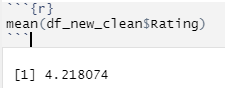 ```{r}
mean(df_new_clean$Rating)
```
[1] 4.218074